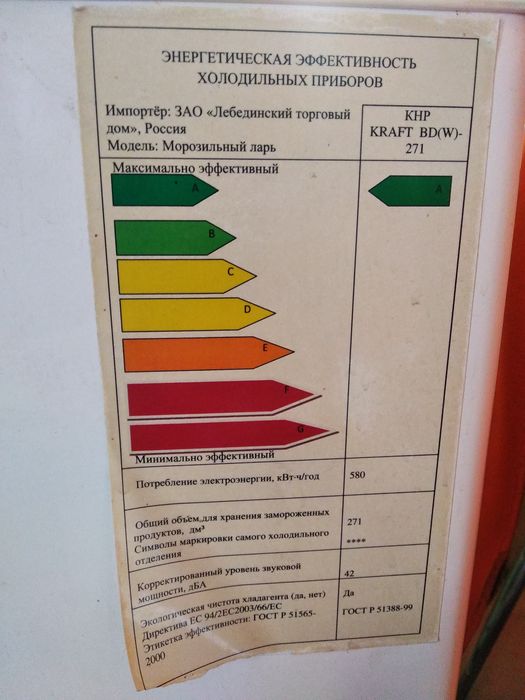 ЭНЕРГЕТИЧЕСКАЯ ЭФФЕКТИВНОСТЬ
ХОЛОДИЛЬНЫХ ПРИБОРОВ
Импортёр: ЗАО «Лебединский торговый
дом», Россия
Модель: Морозильный ларь
КНР
KRAFT BD(W)-
271
Максимально эффективный
A
A
B
C
D
E
F
G
Минимально эффективный
Потребление электроэнергии, кВт·ч/год
580
Общий объём для хранения замороженных
продуктов, дм³
271
Символы маркировки самого холодильного
отделения
****
Корректированный уровень звуковой
мощности, дБА
42
Экологическая чистота хладагента (да, нет)
Да
Директива ЕС 94/2ЕС2003/66/ЕС
Этикетка эффективности: ГОСТ Р 51565-
2000
ГОСТ Р 51388-99